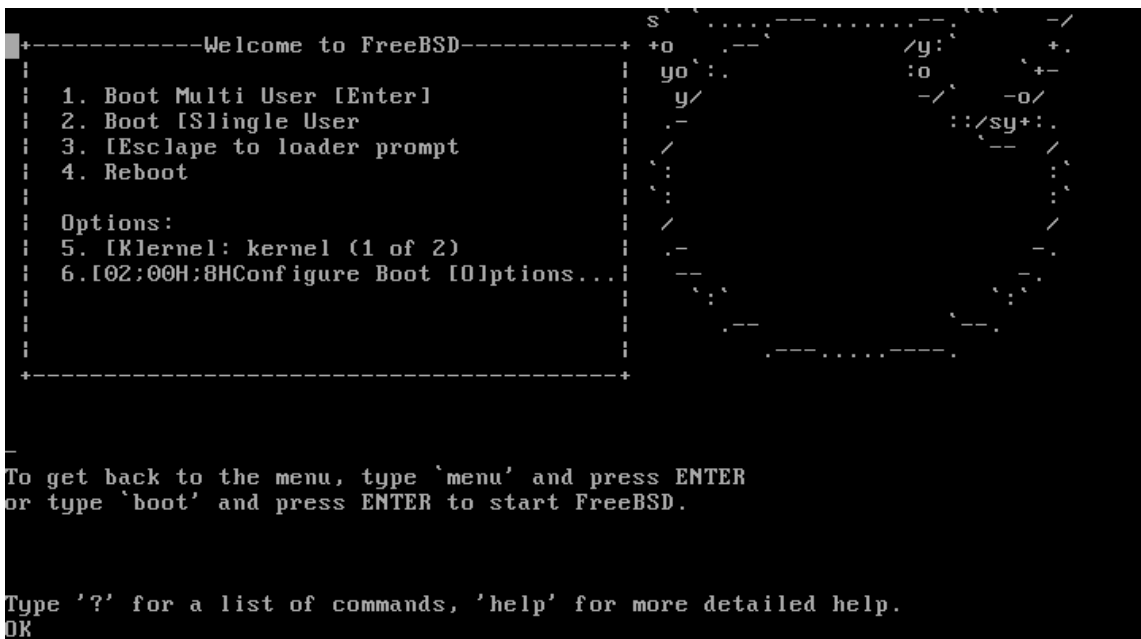 Welcome to FreeBSD
1. Boot Multi User [Enter]
2. Boot [S]ingle User
3. [Esc]ape to loader prompt
4. Reboot
Options:
5. [K]ernel: kernel (1 of 2)
6.[02;00H;8HConfigure Boot [O]ptions...
To get back to the menu, type `menu' and press ENTER
or type `boot' and press ENTER to start FreeBSD.
Type '?' for a list of commands, 'help' for more detailed help.
OK